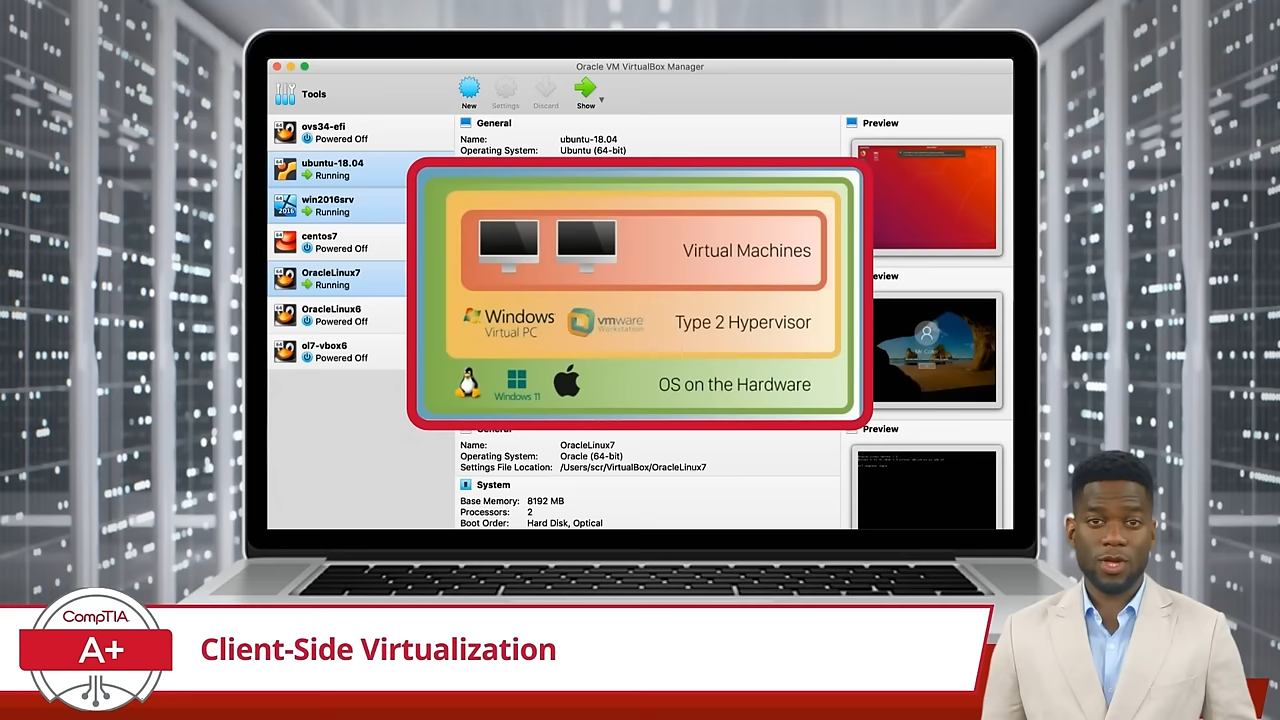 Oracle VM VirtualBox Manager
Tools
New
Settings
Discard
Show
ovs34-efi
Powered Off
ubuntu-18.04
Running
win2016srv
Running
centos7
Powered Off
OracleLinux7
Running
OracleLinux6
Powered Off
ol7-vbox6
Powered Off
General
Name: ubuntu-18.04
Operating System: Ubuntu (64-bit)
Preview
Virtual Machines
Windows
Virtual PC
vmware
Workstation
Type 2 Hypervisor
Windows 11
OS on the Hardware
Preview
General
Name: OracleLinux7
Operating System: Oracle (64-bit)
Settings File Location: /Users/scr/VirtualBox/OracleLinux7
System
Base Memory: 8192 MB
Processors: 2
Boot Order: Hard Disk, Optical
Preview
CompTIA
A+
Client-Side Virtualization